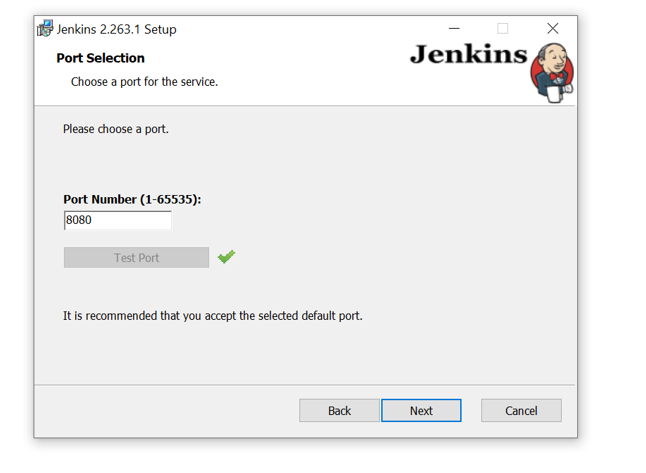 Jenkins 2.263.1 Setup
Port Selection
Jenkins
Choose a port for the service.
Please choose a port.
Port Number (1-65535):
8080
Test Port
It is recommended that you accept the selected default port.
Back Next Cancel